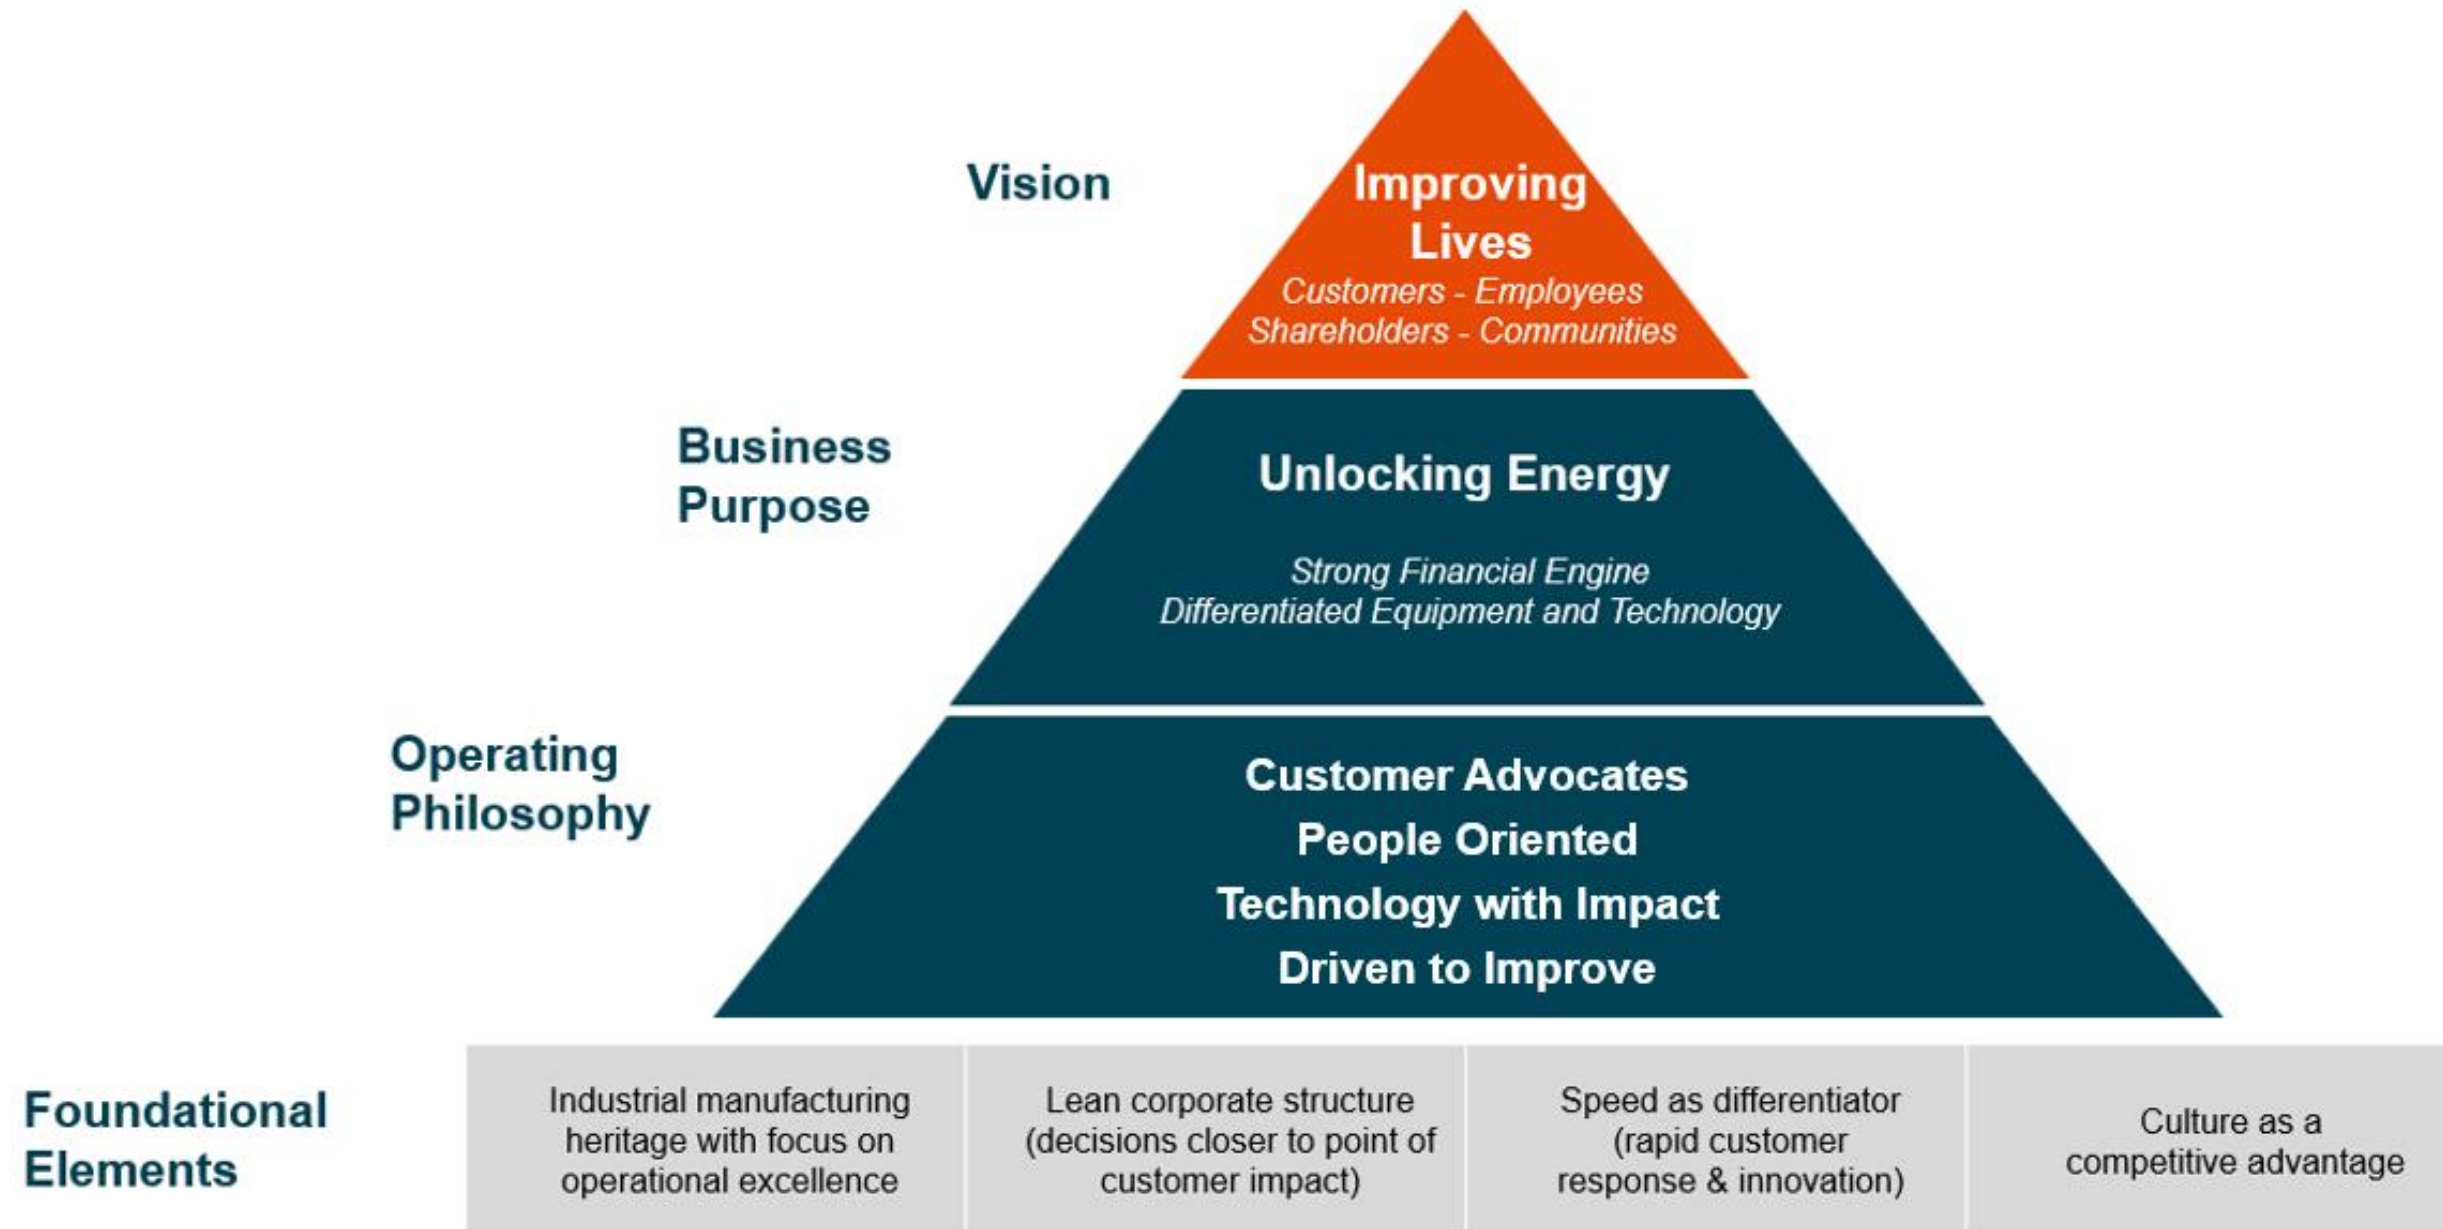 Vision
Improving
Lives
Customers - Employees
Shareholders - Communities
Business
Purpose
Unlocking Energy
Strong Financial Engine
Differentiated Equipment and Technology
Operating
Philosophy
Customer Advocates
People Oriented
Technology with Impact
Driven to Improve
Foundational
Elements
Industrial manufacturing
heritage with focus on
operational excellence
Lean corporate structure
(decisions closer to point of
customer impact)
Speed as differentiator
(rapid customer
response & innovation)
Culture as a
competitive advantage